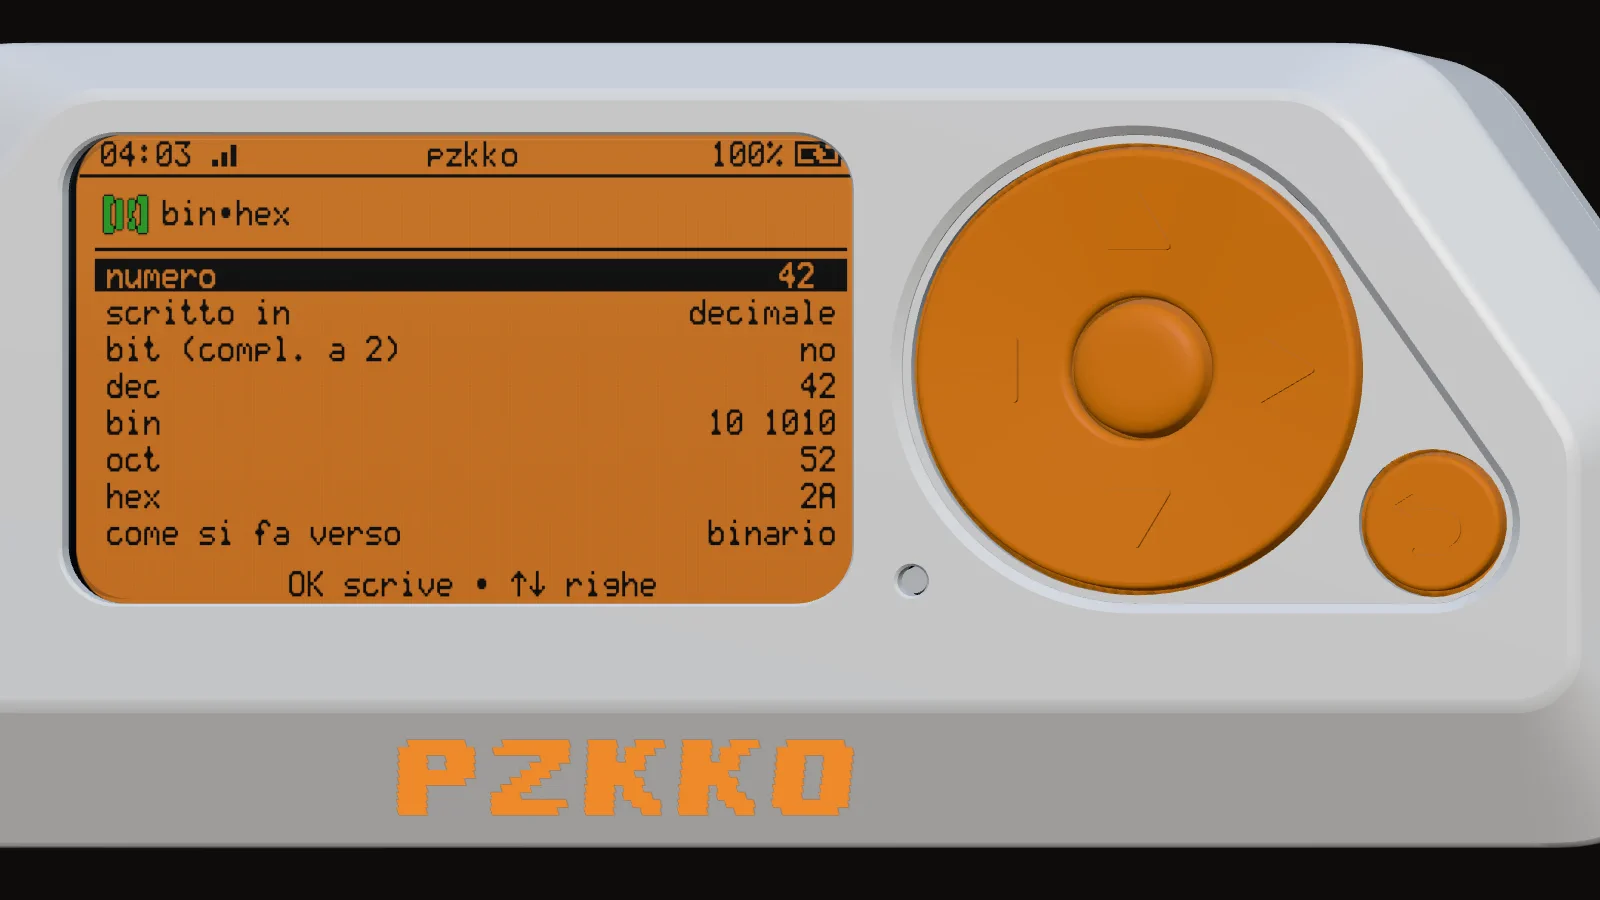 04:03 pzkko 100%
bin•hex
numero 42
scritto in decimale
bit (compl. a 2) no
dec 42
bin 10 1010
oct 52
hex 2A
come si fa verso binario
OK scrive • ↑↓ righe
PZKKO